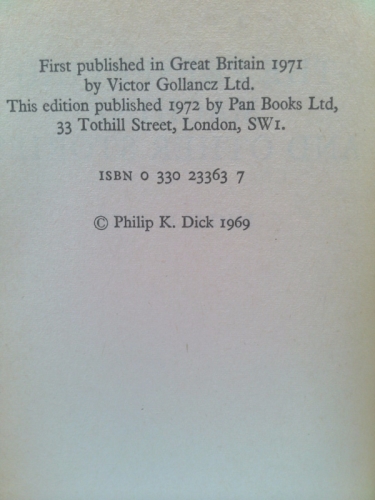 First published in Great Britain 1971
by Victor Gollancz Ltd.
This edition published 1972 by Pan Books Ltd,
33 Tothill Street, London, SW1.
ISBN 0 330 23363 7
© Philip K. Dick 1969